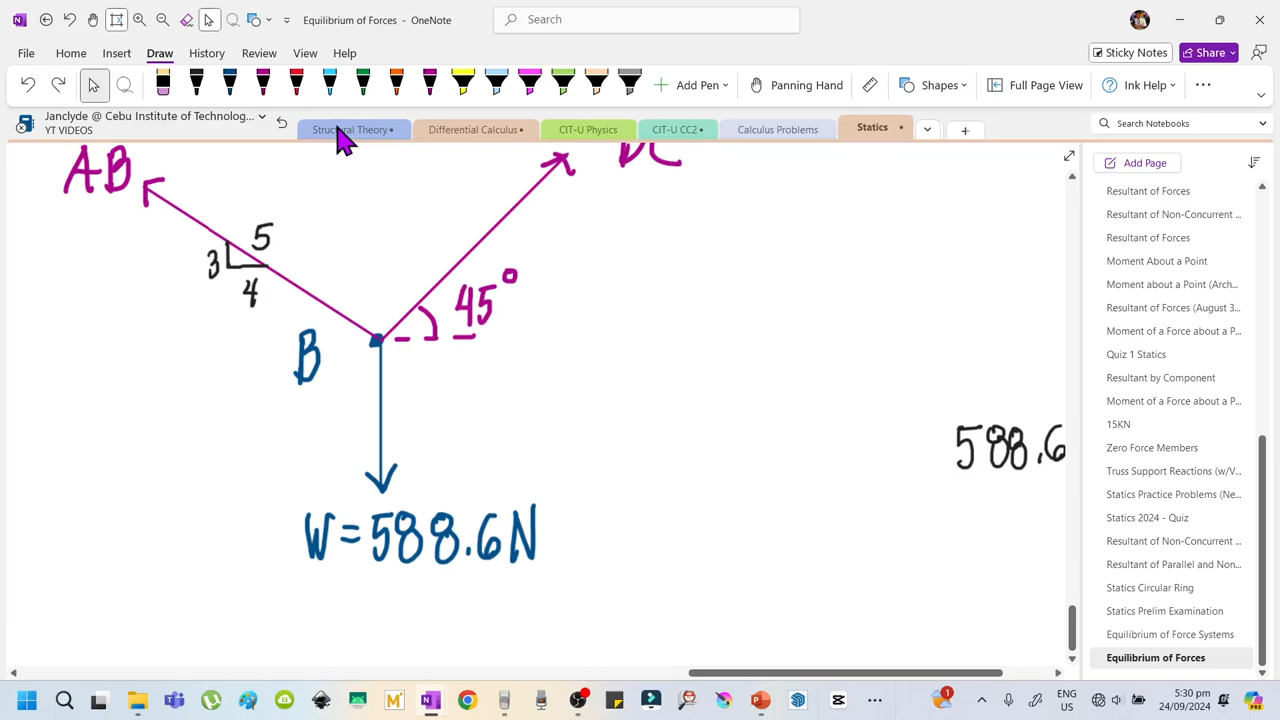 Equilibrium of Forces - OneNote
Search
File Home Insert Draw History Review View Help
Sticky Notes Share
Add Pen Panning Hand Shapes Full Page View Ink Help
Janclyde @ Cebu Institute of Technolog...
YT VIDEOS
Structural Theory Differential Calculus CIT-U Physics CIT-U CC2 Calculus Problems Statics
Search Notebooks
Add Page
Resultant of Forces
Resultant of Non-Concurrent ...
Resultant of Forces
Moment About a Point
Moment about a Point (Arch...
Resultant of Forces (August 3...
Moment of a Force about a P...
Quiz 1 Statics
Resultant by Component
Moment of a Force about a P...
15KN
Zero Force Members
Truss Support Reactions (w/V...
Statics Practice Problems (Ne...
Statics 2024 - Quiz
Resultant of Non-Concurrent ...
Resultant of Parallel and Non...
Statics Circular Ring
Statics Prelim Examination
Equilibrium of Force Systems
Equilibrium of Forces
AB
5
3
4
45°
B
588.6
W=588.6N
1
ENG
US
5:30 pm
24/09/2024